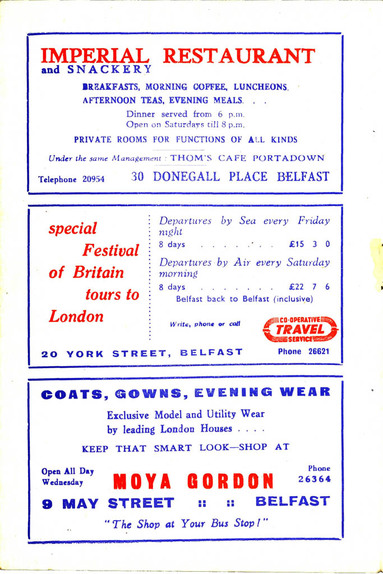 IMPERIAL RESTAURANT
and SNACKERY
BREAKFASTS, MORNING COFFEE, LUNCHEONS.
AFTERNOON TEAS, EVENING MEALS. . .
Dinner served from 6 p.m.
Open on Saturdays till 8 p.m.
PRIVATE ROOMS FOR FUNCTIONS OF ALL KINDS
Under the same Management : THOM'S CAFE PORTADOWN
Telephone 20954 30 DONEGALL PLACE BELFAST
special
Festival
of Britain
tours to
London
Departures by Sea every Friday
night
8 days . . . . . . . £15 3 0
Departures by Air every Saturday
morning
8 days . . . . . . . £22 7 6
Belfast back to Belfast (inclusive)
Write, phone or call
CO-OPERATIVE
TRAVEL
SERVICE
20 YORK STREET, BELFAST Phone 26621
COATS, GOWNS, EVENING WEAR
Exclusive Model and Utility Wear
by leading London Houses . . . .
KEEP THAT SMART LOOK—SHOP AT
Open All Day
Wednesday
MOYA GORDON
Phone
26364
9 MAY STREET :: :: BELFAST
"The Shop at Your Bus Stop!"